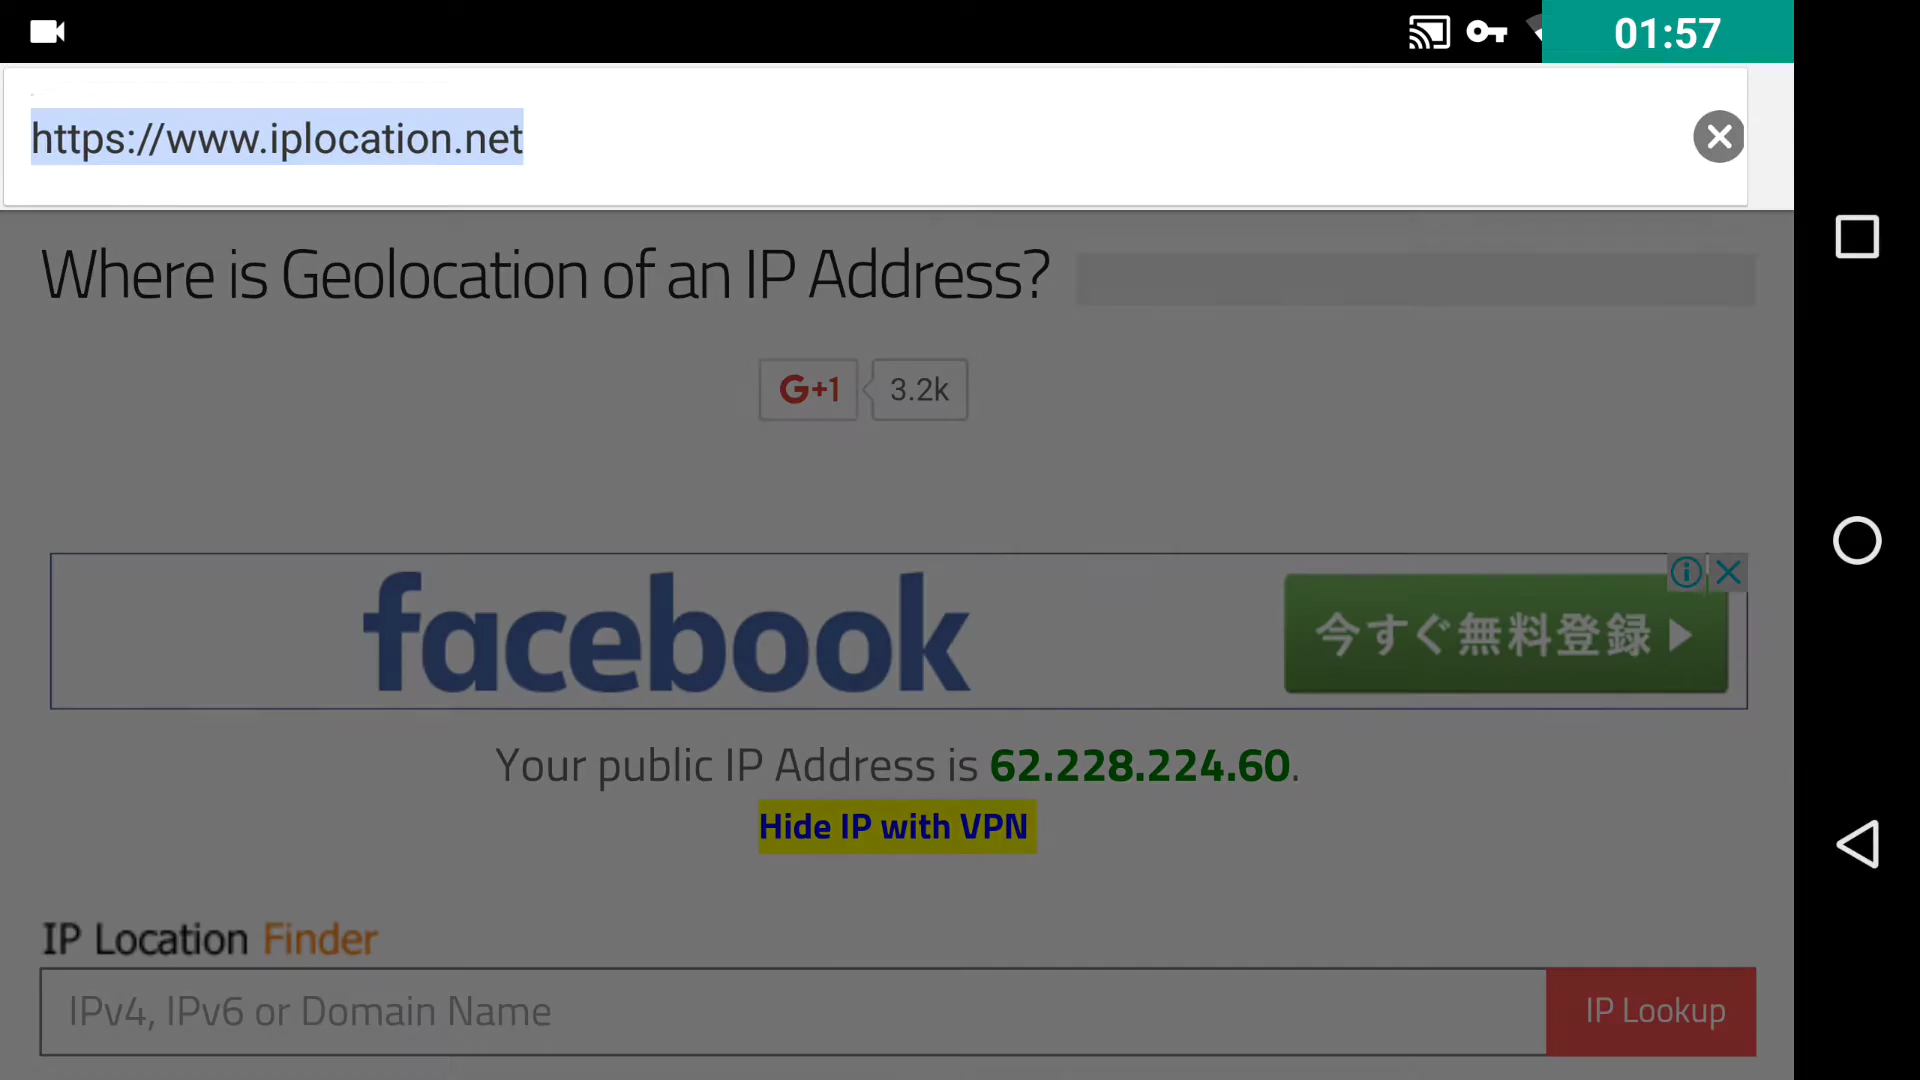 01:57
https://www.iplocation.net
Where is Geolocation of an IP Address?
G+1 3.2k
facebook
今すぐ無料登録
Your public IP Address is 62.228.224.60.
Hide IP with VPN
IP Location Finder
IPv4, IPv6 or Domain Name
IP Lookup